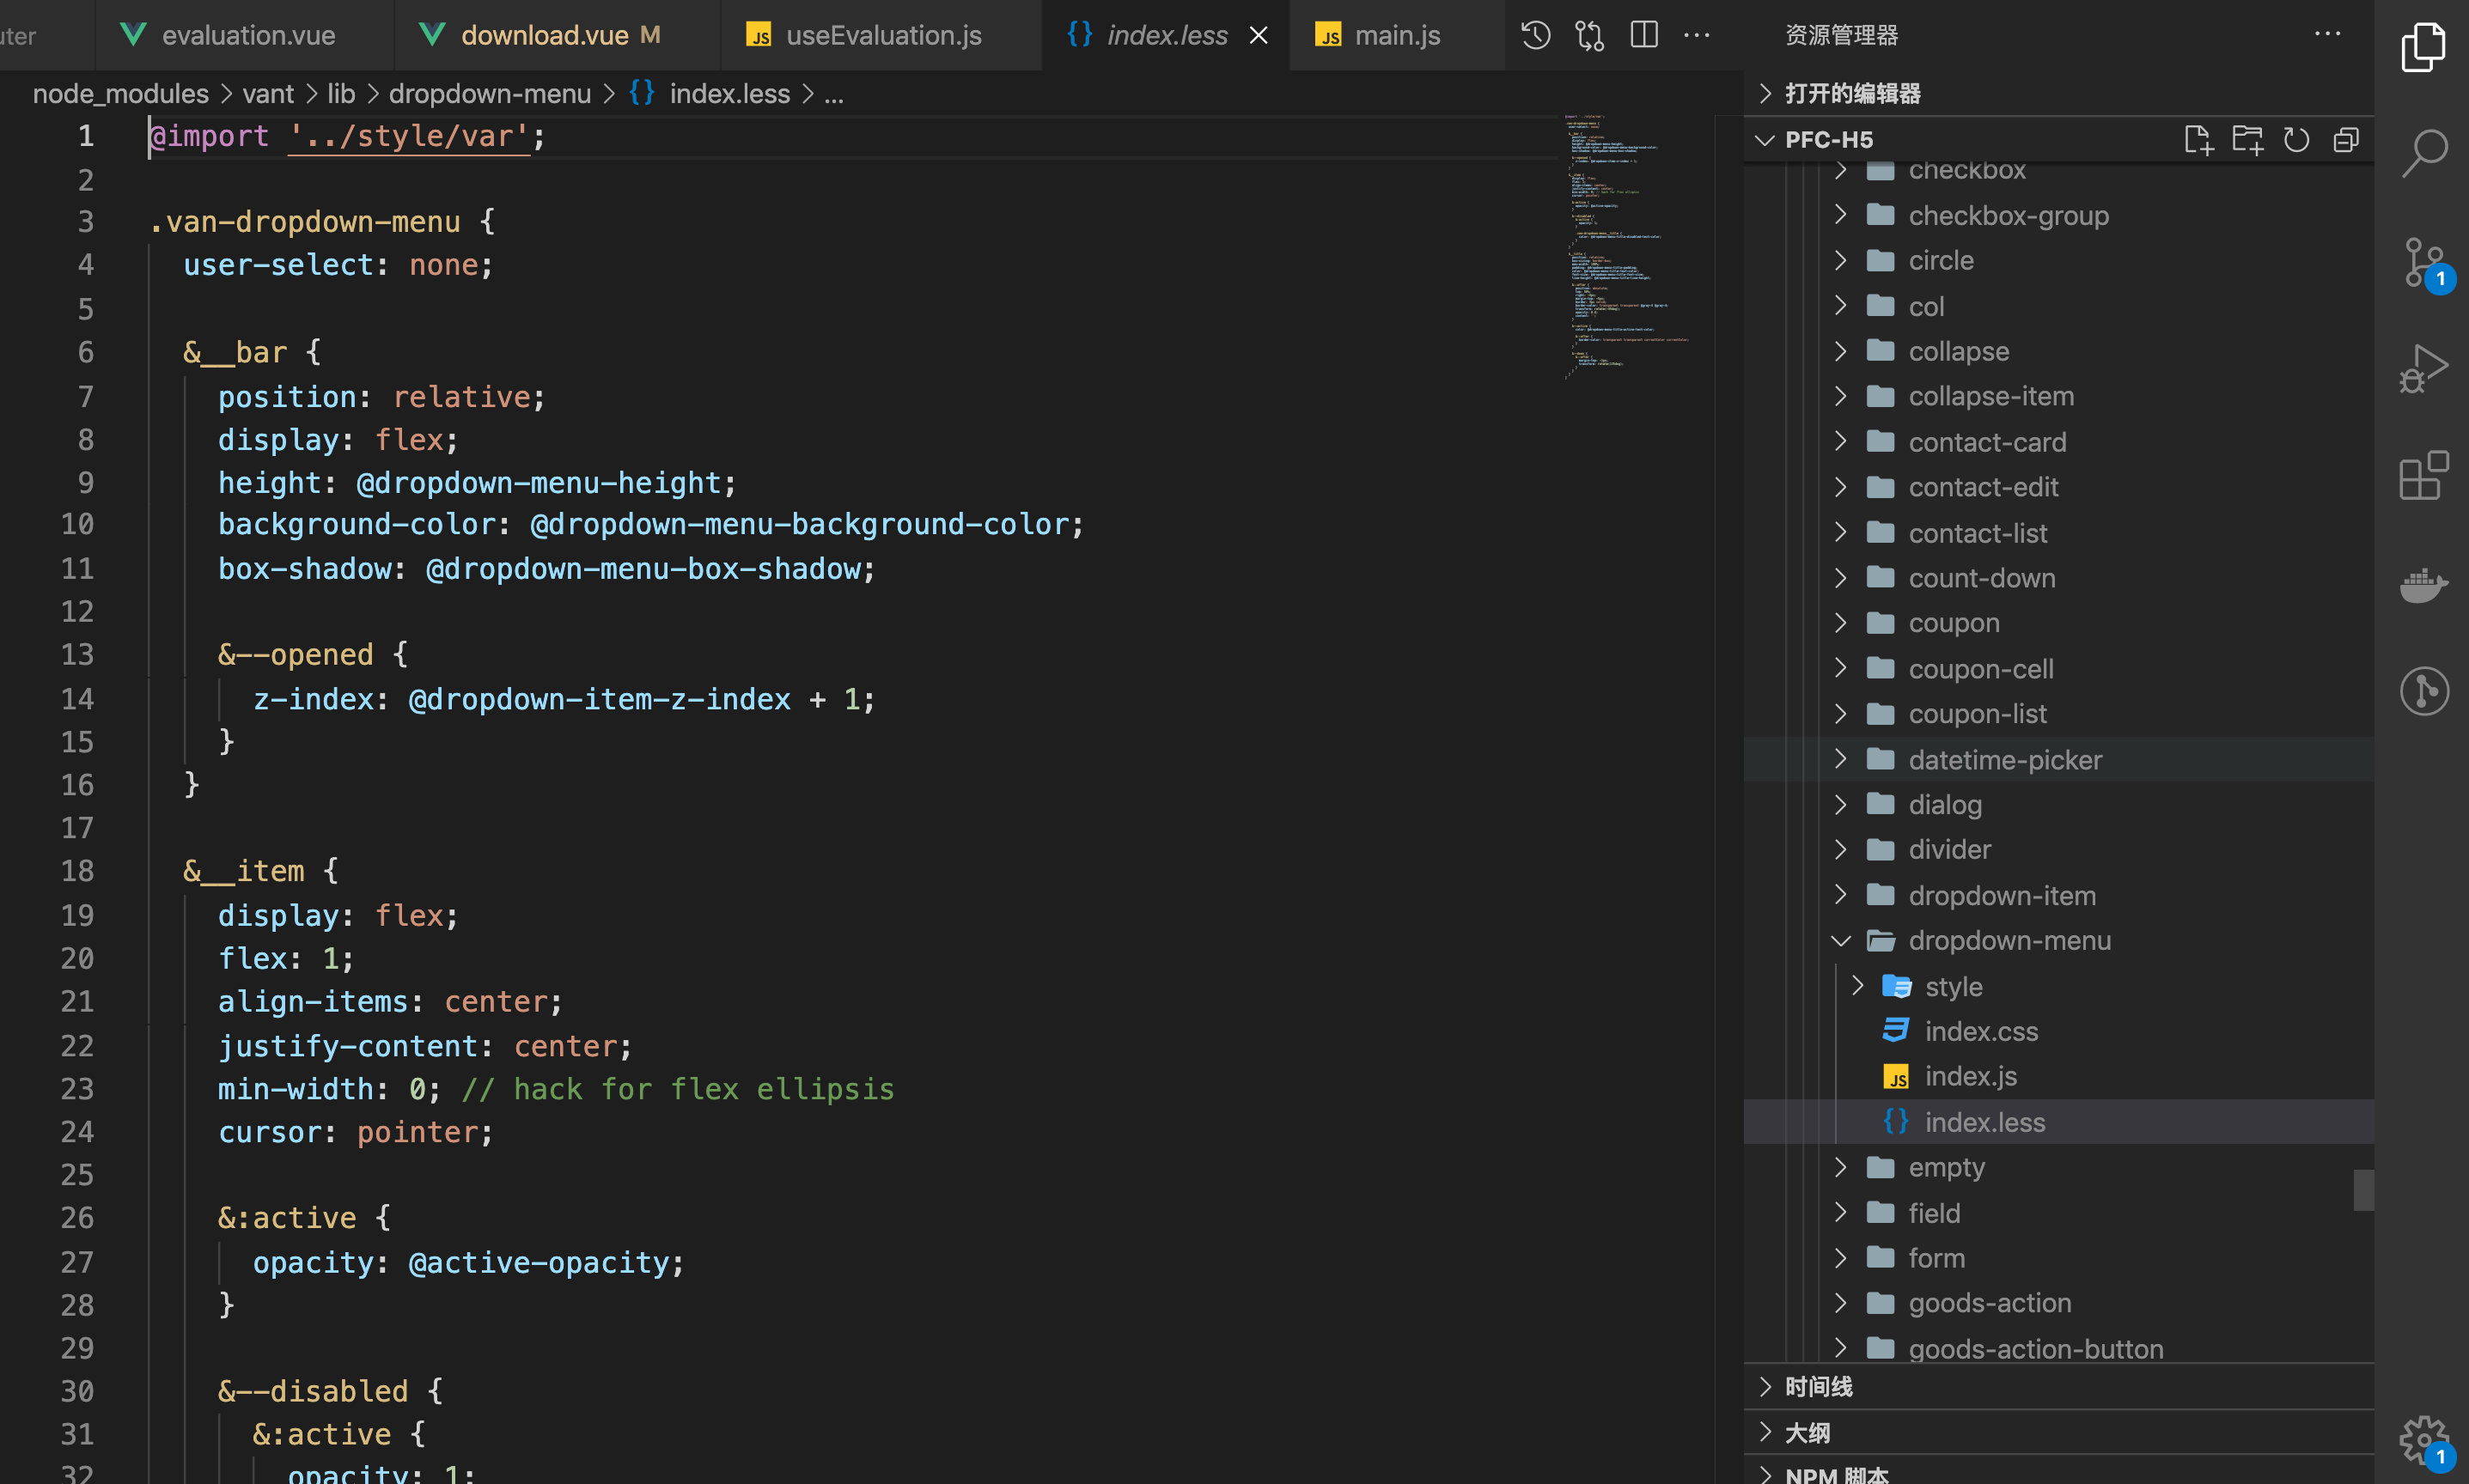 uter
evaluation.vue
download.vue M
JS useEvaluation.js
{} index.less
JS main.js
node_modules > vant > lib > dropdown-menu > {} index.less > ...
1 @import '../style/var';
2
3 .van-dropdown-menu {
4 user-select: none;
5
6 &__bar {
7 position: relative;
8 display: flex;
9 height: @dropdown-menu-height;
10 background-color: @dropdown-menu-background-color;
11 box-shadow: @dropdown-menu-box-shadow;
12
13 &--opened {
14 z-index: @dropdown-item-z-index + 1;
15 }
16 }
17
18 &__item {
19 display: flex;
20 flex: 1;
21 align-items: center;
22 justify-content: center;
23 min-width: 0; // hack for flex ellipsis
24 cursor: pointer;
25
26 &:active {
27 opacity: @active-opacity;
28 }
29
30 &--disabled {
31 &:active {
32 opacity: 1;
资源管理器
打开的编辑器
PFC-H5
checkbox
checkbox-group
circle
col
collapse
collapse-item
contact-card
contact-edit
contact-list
count-down
coupon
coupon-cell
coupon-list
datetime-picker
dialog
divider
dropdown-item
dropdown-menu
style
index.css
JS index.js
{} index.less
empty
field
form
goods-action
goods-action-button
时间线
大纲
NPM 脚本
1
1